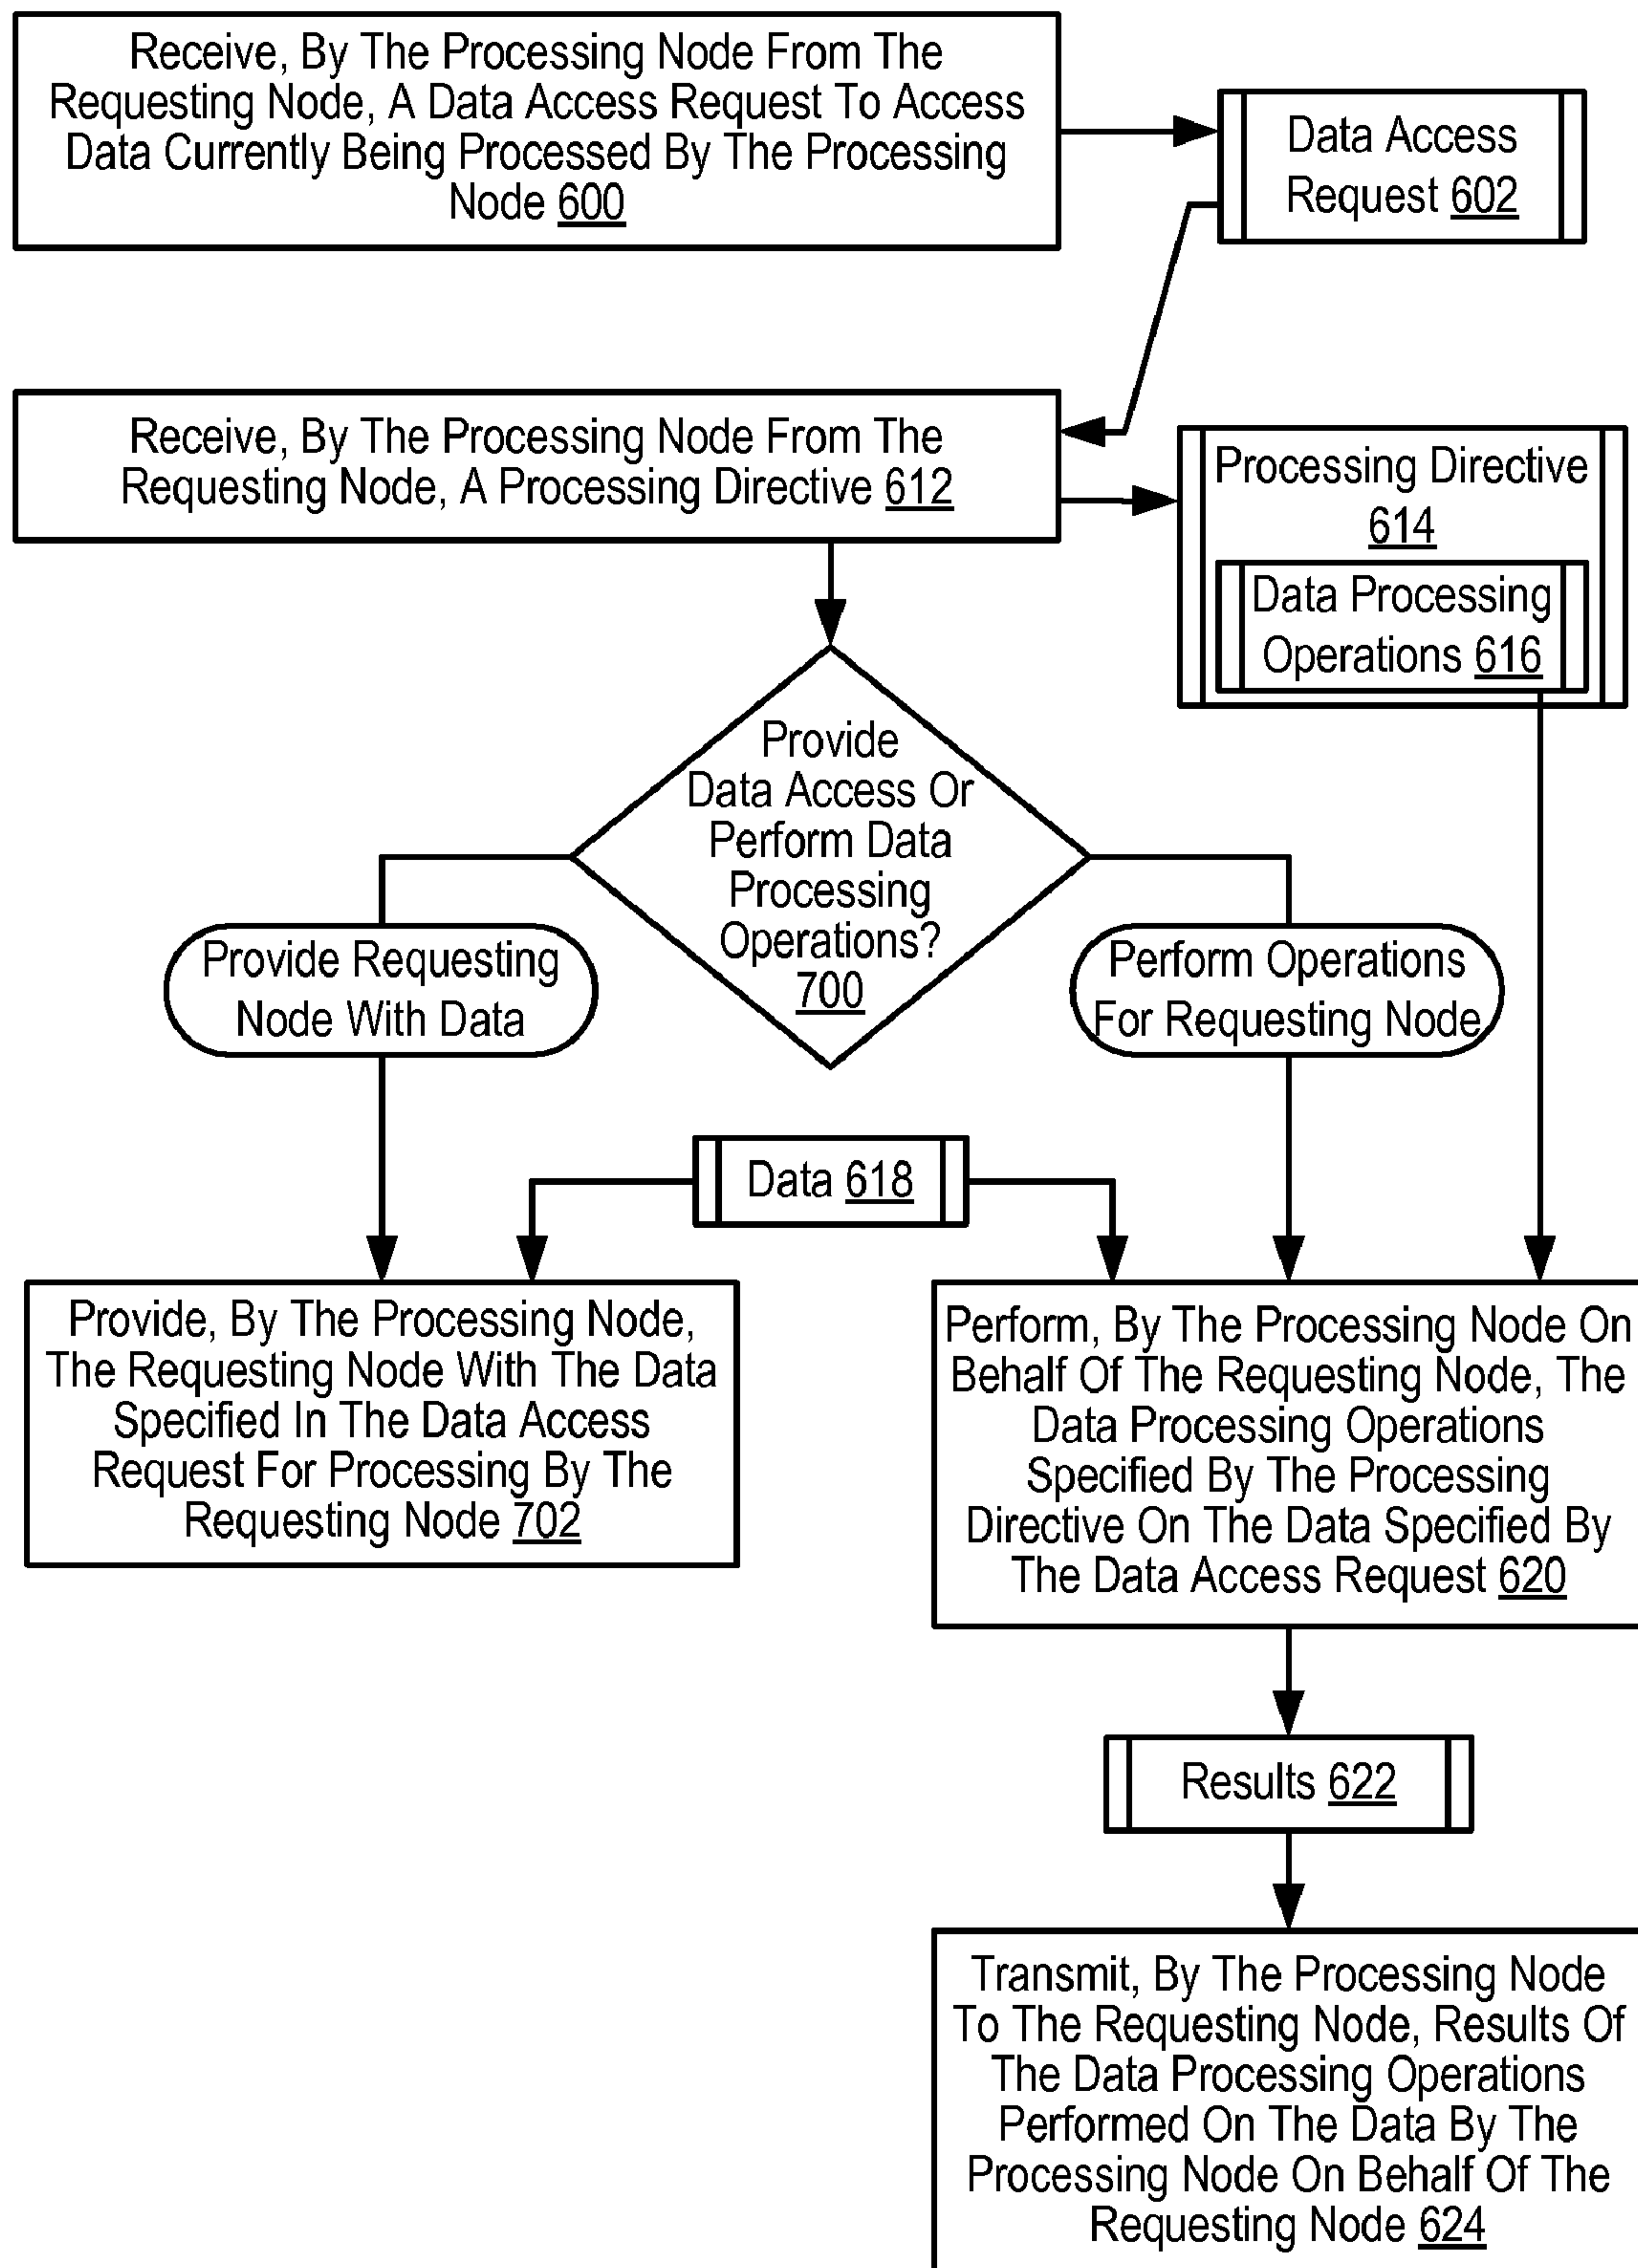 Receive, By The Processing Node From The
Requesting Node, A Data Access Request To Access
Data Currently Being Processed By The Processing
Node 600
Data Access
Request 602
Receive, By The Processing Node From The
Requesting Node, A Processing Directive 612
Processing Directive
614
Data Processing
Operations 616
Provide
Data Access Or
Perform Data
Processing
Operations?
700
Provide Requesting
Node With Data
Perform Operations
For Requesting Node
Data 618
Provide, By The Processing Node,
The Requesting Node With The Data
Specified In The Data Access
Request For Processing By The
Requesting Node 702
Perform, By The Processing Node On
Behalf Of The Requesting Node, The
Data Processing Operations
Specified By The Processing
Directive On The Data Specified By
The Data Access Request 620
Results 622
Transmit, By The Processing Node
To The Requesting Node, Results Of
The Data Processing Operations
Performed On The Data By The
Processing Node On Behalf Of The
Requesting Node 624